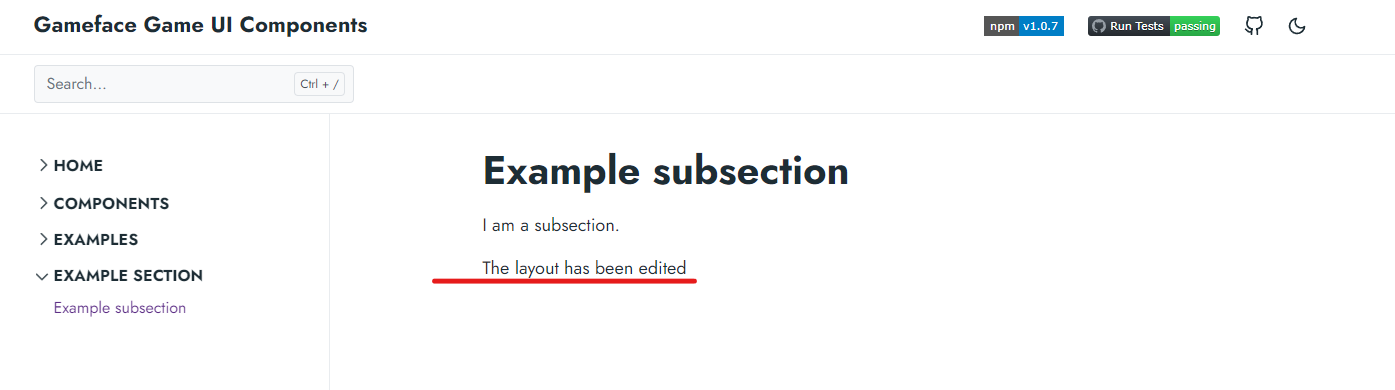 Gameface Game UI Components
npm v1.0.7
Run Tests passing
Search...
Ctrl + /
HOME
COMPONENTS
EXAMPLES
EXAMPLE SECTION
Example subsection
Example subsection
I am a subsection.
The layout has been edited